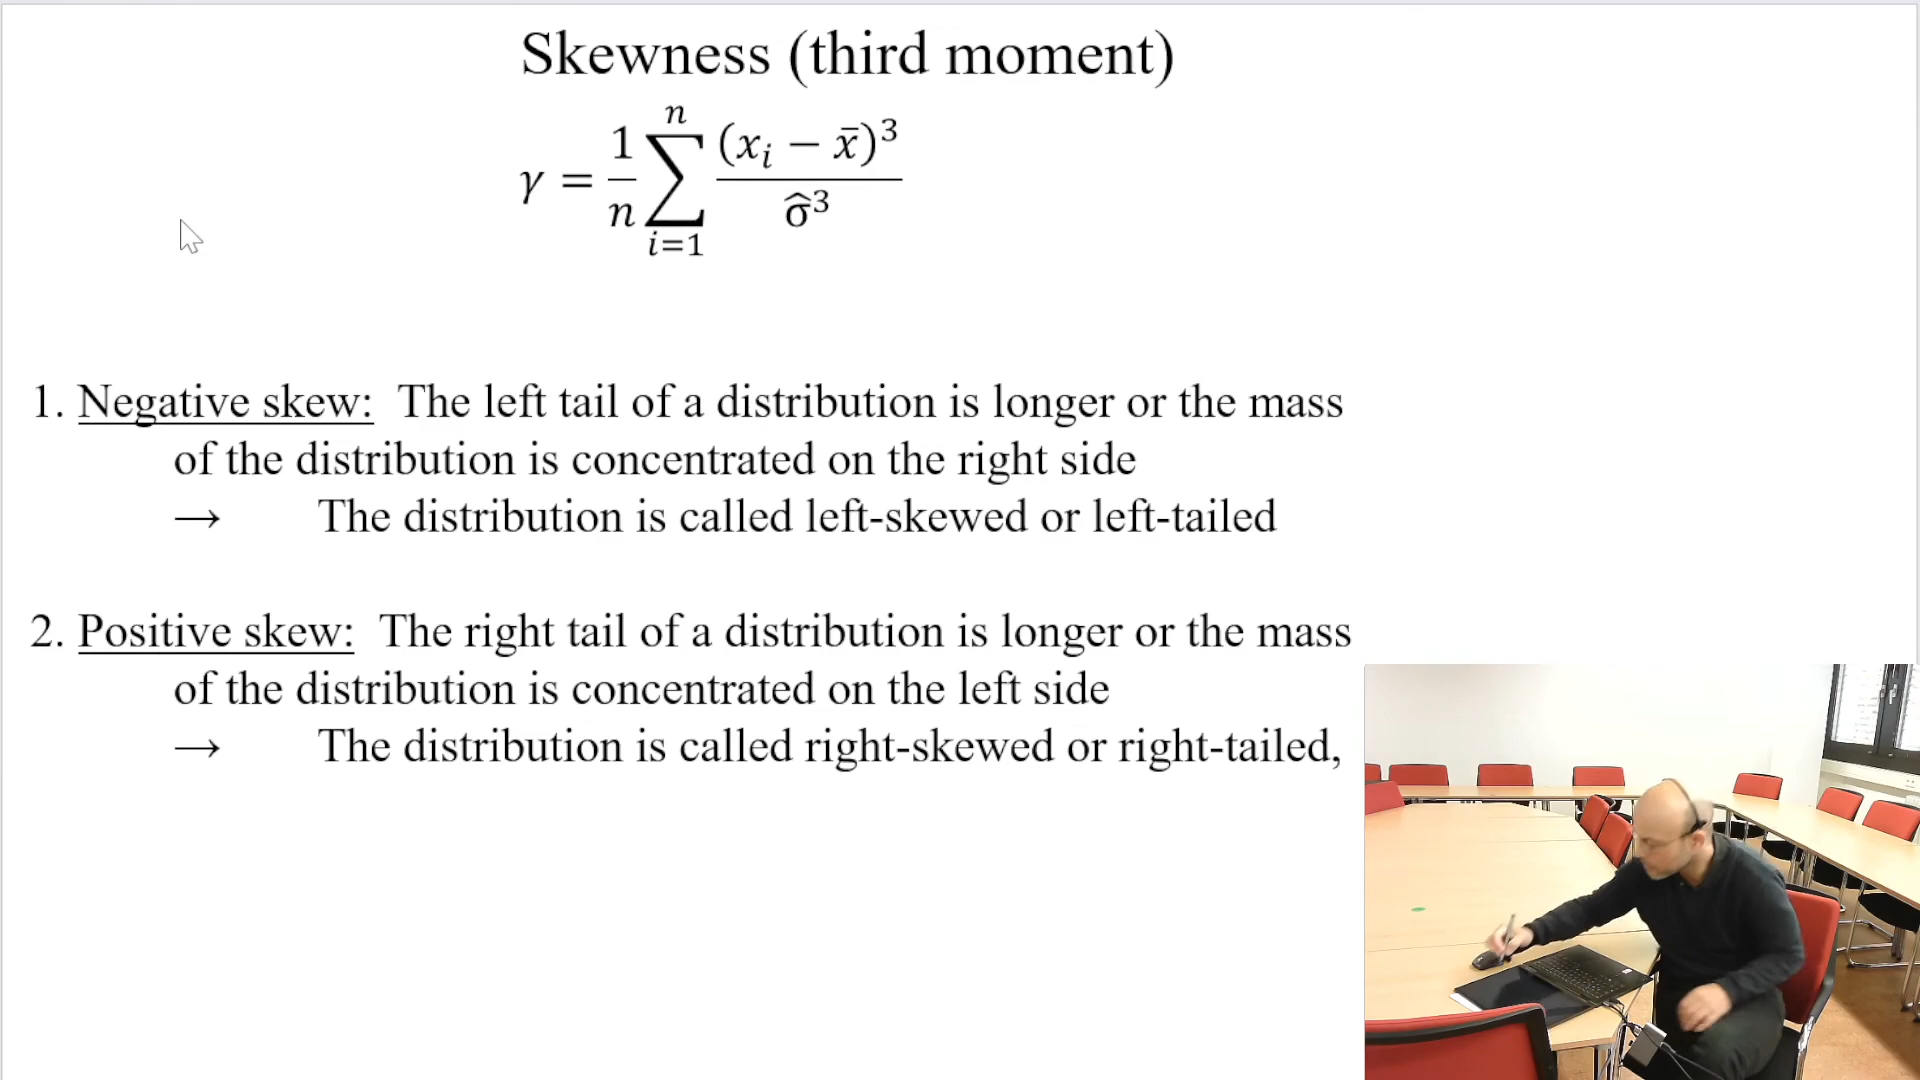 Skewness (third moment)
γ = 1/n ∑_{i=1}^{n} (x_i − x̄)^3 / σ̂^3
1. Negative skew: The left tail of a distribution is longer or the mass
of the distribution is concentrated on the right side
→ The distribution is called left-skewed or left-tailed
2. Positive skew: The right tail of a distribution is longer or the mass
of the distribution is concentrated on the left side
→ The distribution is called right-skewed or right-tailed,